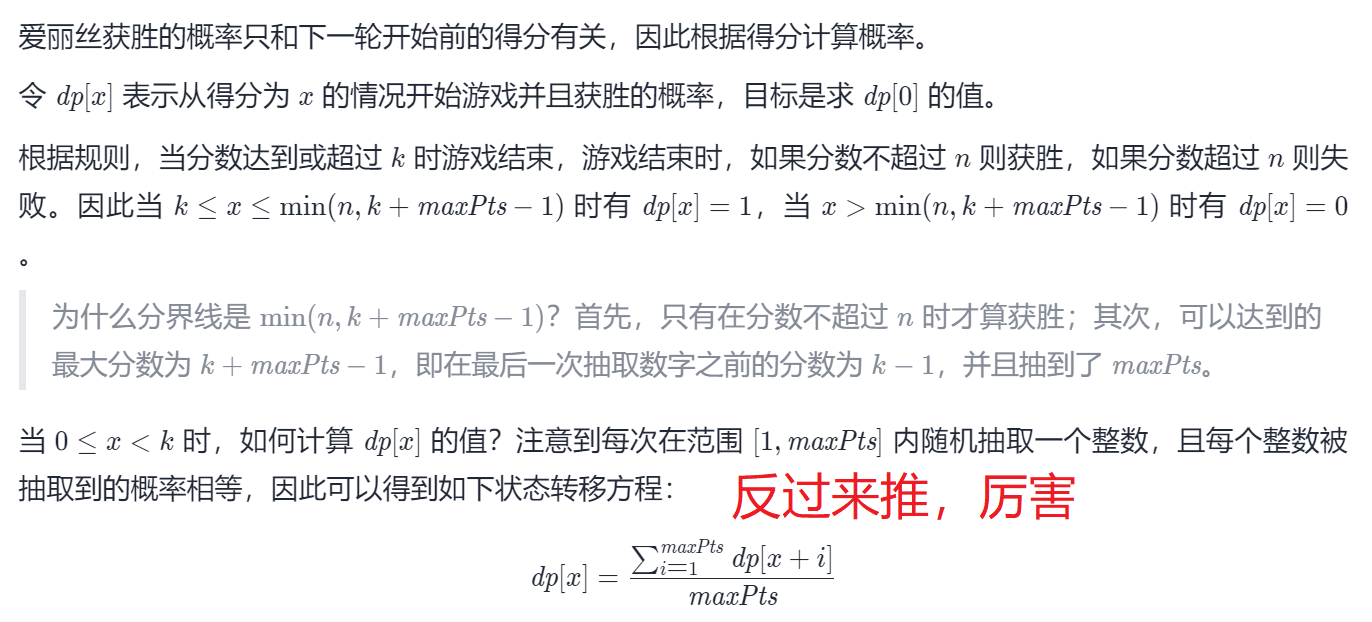 爱丽丝获胜的概率只和下一轮开始前的得分有关，因此根据得分计算概率。
令 dp[x] 表示从得分为 x 的情况开始游戏并且获胜的概率，目标是求 dp[0] 的值。
根据规则，当分数达到或超过 k 时游戏结束，游戏结束时，如果分数不超过 n 则获胜，如果分数超过 n 则失
败。因此当 k ≤ x ≤ min(n, k + maxPts − 1) 时有 dp[x] = 1，当 x > min(n, k + maxPts − 1) 时有 dp[x] = 0
。
为什么分界线是 min(n, k + maxPts − 1)？首先，只有在分数不超过 n 时才算获胜；其次，可以达到的
最大分数为 k + maxPts − 1，即在最后一次抽取数字之前的分数为 k − 1，并且抽到了 maxPts。
当 0 ≤ x < k 时，如何计算 dp[x] 的值？注意到每次在范围 [1, maxPts] 内随机抽取一个整数，且每个整数被
抽取到的概率相等，因此可以得到如下状态转移方程：
反过来推，厉害
dp[x] = \frac{\sum_{i=1}^{maxPts} dp[x + i]}{maxPts}